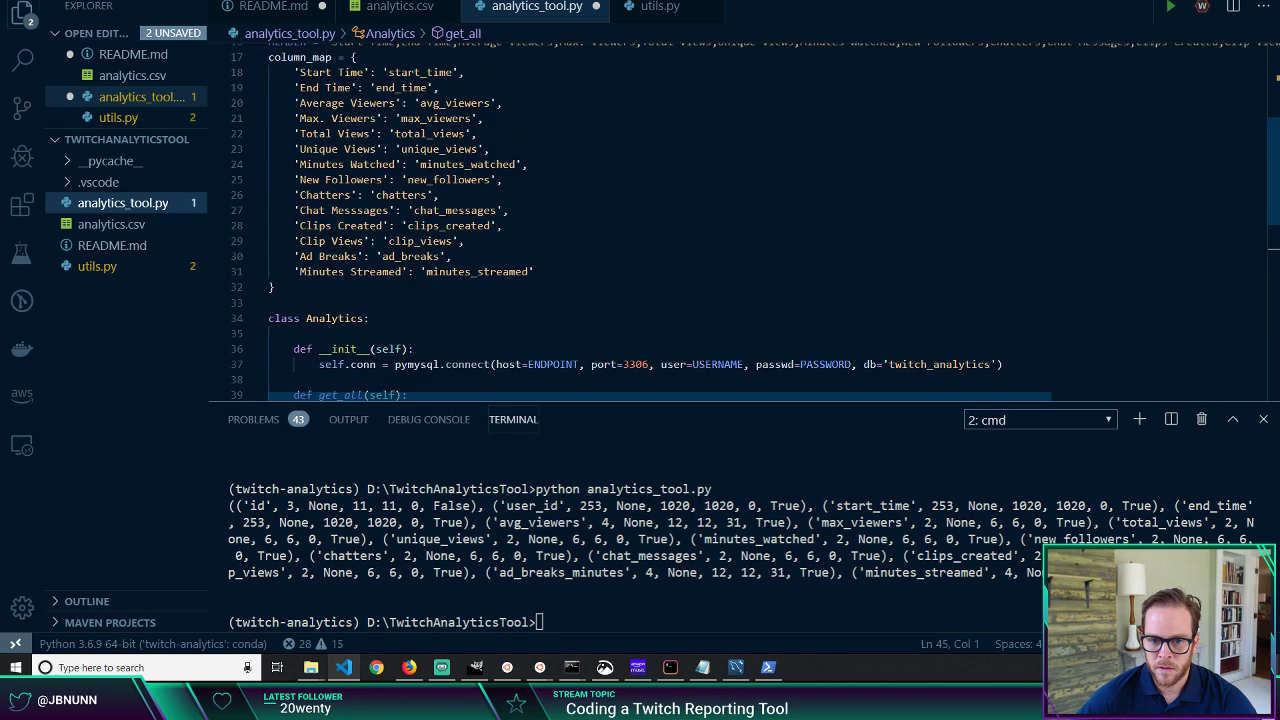 EXPLORER
README.md
analytics.csv
analytics_tool.py
utils.py
2
OPEN EDIT...
2 UNSAVED
analytics_tool.py > Analytics > get_all
README.md
analytics.csv
analytics_tool.... 1
utils.py 2
TWITCHANALYTICSTOOL
__pycache__
.vscode
analytics_tool.py 1
analytics.csv
README.md
utils.py 2
17 column_map = {
18 'Start Time': 'start_time',
19 'End Time': 'end_time',
20 'Average Viewers': 'avg_viewers',
21 'Max. Viewers': 'max_viewers',
22 'Total Views': 'total_views',
23 'Unique Views': 'unique_views',
24 'Minutes Watched': 'minutes_watched',
25 'New Followers': 'new_followers',
26 'Chatters': 'chatters',
27 'Chat Messsages': 'chat_messages',
28 'Clips Created': 'clips_created',
29 'Clip Views': 'clip_views',
30 'Ad Breaks': 'ad_breaks',
31 'Minutes Streamed': 'minutes_streamed'
32 }
33
34 class Analytics:
35
36 def __init__(self):
37 self.conn = pymysql.connect(host=ENDPOINT, port=3306, user=USERNAME, passwd=PASSWORD, db='twitch_analytics')
38
39 def get_all(self):
PROBLEMS 43 OUTPUT DEBUG CONSOLE TERMINAL 2: cmd
(twitch-analytics) D:\TwitchAnalyticsTool>python analytics_tool.py
(('id', 3, None, 11, 11, 0, False), ('user_id', 253, None, 1020, 1020, 0, True), ('start_time', 253, None, 1020, 1020, 0, True), ('end_time'
, 253, None, 1020, 1020, 0, True), ('avg_viewers', 4, None, 12, 12, 31, True), ('max_viewers', 2, None, 6, 6, 0, True), ('total_views', 2, N
one, 6, 6, 0, True), ('unique_views', 2, None, 6, 6, 0, True), ('minutes_watched', 2, None, 6, 6, 0, True), ('new_followers', 2, None, 6, 6,
0, True), ('chatters', 2, None, 6, 6, 0, True), ('chat_messages', 2, None, 6, 6, 0, True), ('clips_created', 2
p_views', 2, None, 6, 6, 0, True), ('ad_breaks_minutes', 4, None, 12, 12, 31, True), ('minutes_streamed', 4, No
(twitch-analytics) D:\TwitchAnalyticsTool>
OUTLINE
MAVEN PROJECTS
aws
Python 3.6.9 64-bit ('twitch-analytics': conda) 28 15 Ln 45, Col 1 Spaces: 4
Type here to search
@JBNUNN
LATEST FOLLOWER
20wenty
STREAM TOPIC
Coding a Twitch Reporting Tool